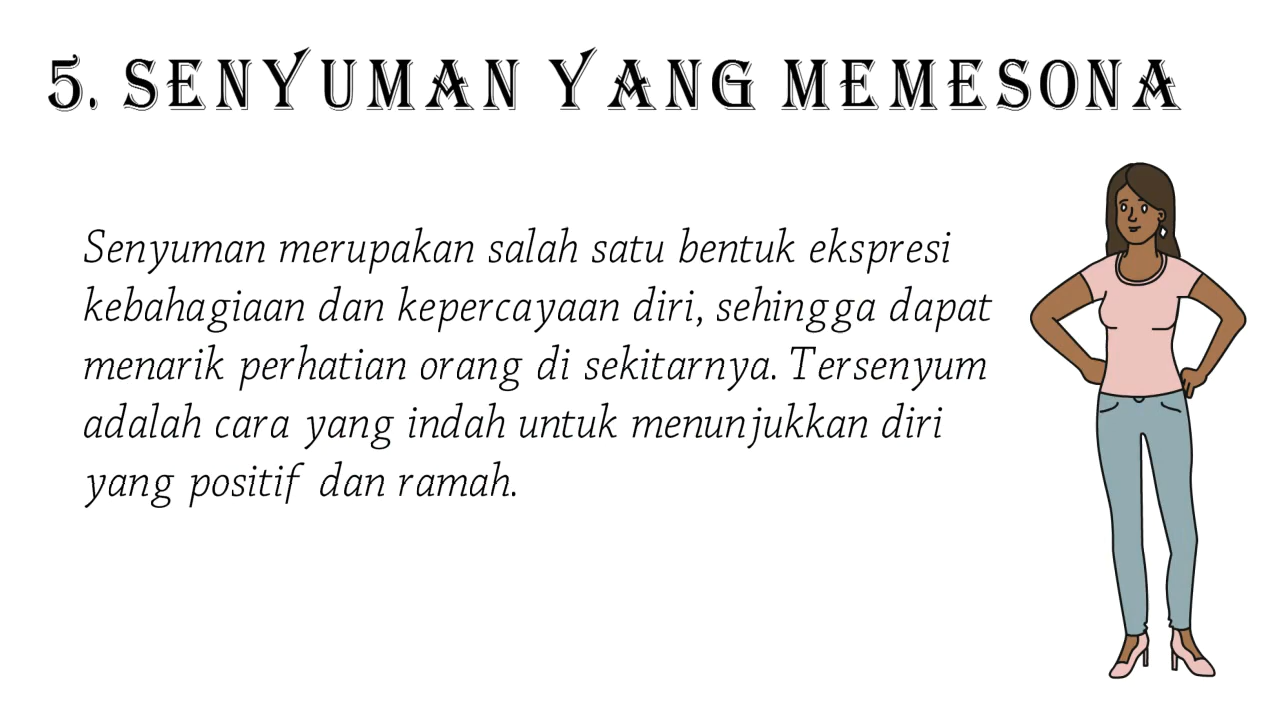 5. SENYUMAN YANG MEMESONA
Senyuman merupakan salah satu bentuk ekspresi
kebahagiaan dan kepercayaan diri, sehingga dapat
menarik perhatian orang di sekitarnya. Tersenyum
adalah cara yang indah untuk menunjukkan diri
yang positif dan ramah.